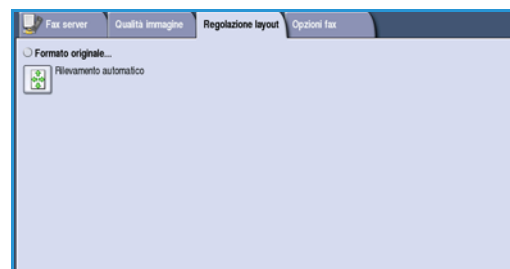 Fax server
Qualità immagine
Regolazione layout
Opzioni fax
Formato originale...
Rilevamento automatico